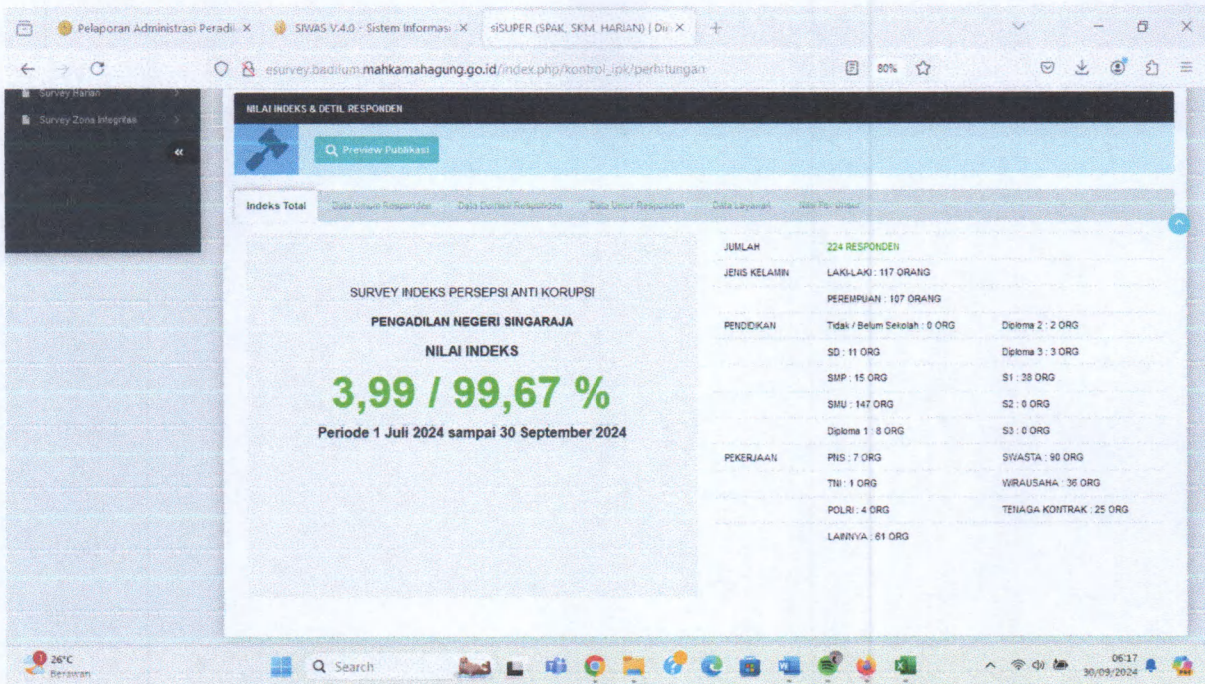 Pelaporan Administrasi Peradil
SIWAS V.4.0 - Sistem Informasi
siSUPER (SPAK, SKM, HARIAN) | Dir
esurvey.badilum.mahkamahagung.go.id/index.php/kontrol_ipk/perhitungan
80%
Survey Harian
Survey Zona Integritas
NILAI INDEKS & DETIL RESPONDEN
Preview Publikasi
Indeks Total
Data Umum Responden
Data Layanan
SURVEY INDEKS PERSEPSI ANTI KORUPSI
PENGADILAN NEGERI SINGARAJA
NILAI INDEKS
3,99 / 99,67 %
Periode 1 Juli 2024 sampai 30 September 2024
JUMLAH 224 RESPONDEN
JENIS KELAMIN LAKI-LAKI : 117 ORANG
PEREMPUAN : 107 ORANG
PENDIDIKAN Tidak / Belum Sekolah : 0 ORG Diploma 2 : 2 ORG
SD : 11 ORG Diploma 3 : 3 ORG
SMP : 15 ORG S1 : 38 ORG
SMU : 147 ORG S2 : 0 ORG
Diploma 1 : 8 ORG S3 : 0 ORG
PEKERJAAN PNS : 7 ORG SWASTA : 90 ORG
TNI : 1 ORG WIRAUSAHA : 36 ORG
POLRI : 4 ORG TENAGA KONTRAK : 25 ORG
LAINNYA : 61 ORG
26°C
Berawan
Search
06:17
30/09/2024